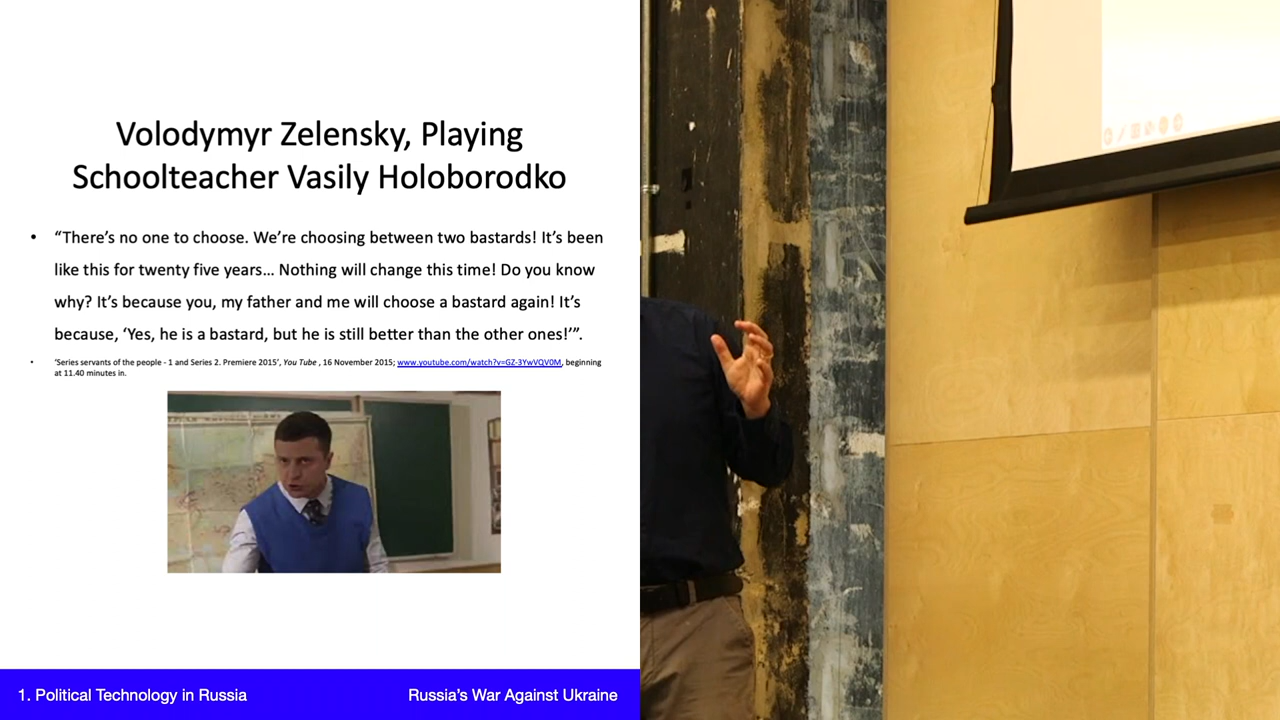 Volodymyr Zelensky, Playing
Schoolteacher Vasily Holoborodko
• “There’s no one to choose. We’re choosing between two bastards! It’s been
like this for twenty five years… Nothing will change this time! Do you know
why? It’s because you, my father and me will choose a bastard again! It’s
because, ‘Yes, he is a bastard, but he is still better than the other ones!’”.
• ‘Series servants of the people - 1 and Series 2. Premiere 2015’, You Tube , 16 November 2015; www.youtube.com/watch?v=GZ-3YwVQV0M, beginning
at 11.40 minutes in.
1. Political Technology in Russia
Russia’s War Against Ukraine